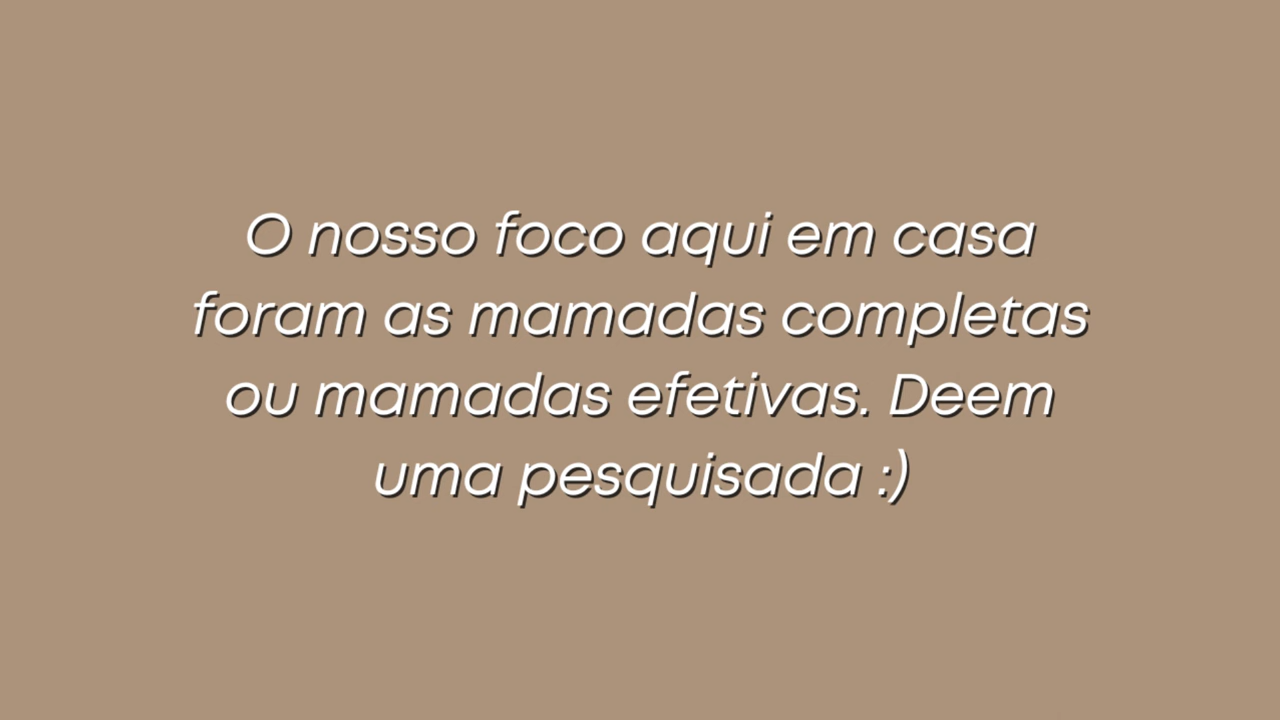 O nosso foco aqui em casa
foram as mamadas completas
ou mamadas efetivas. Deem
uma pesquisada :)